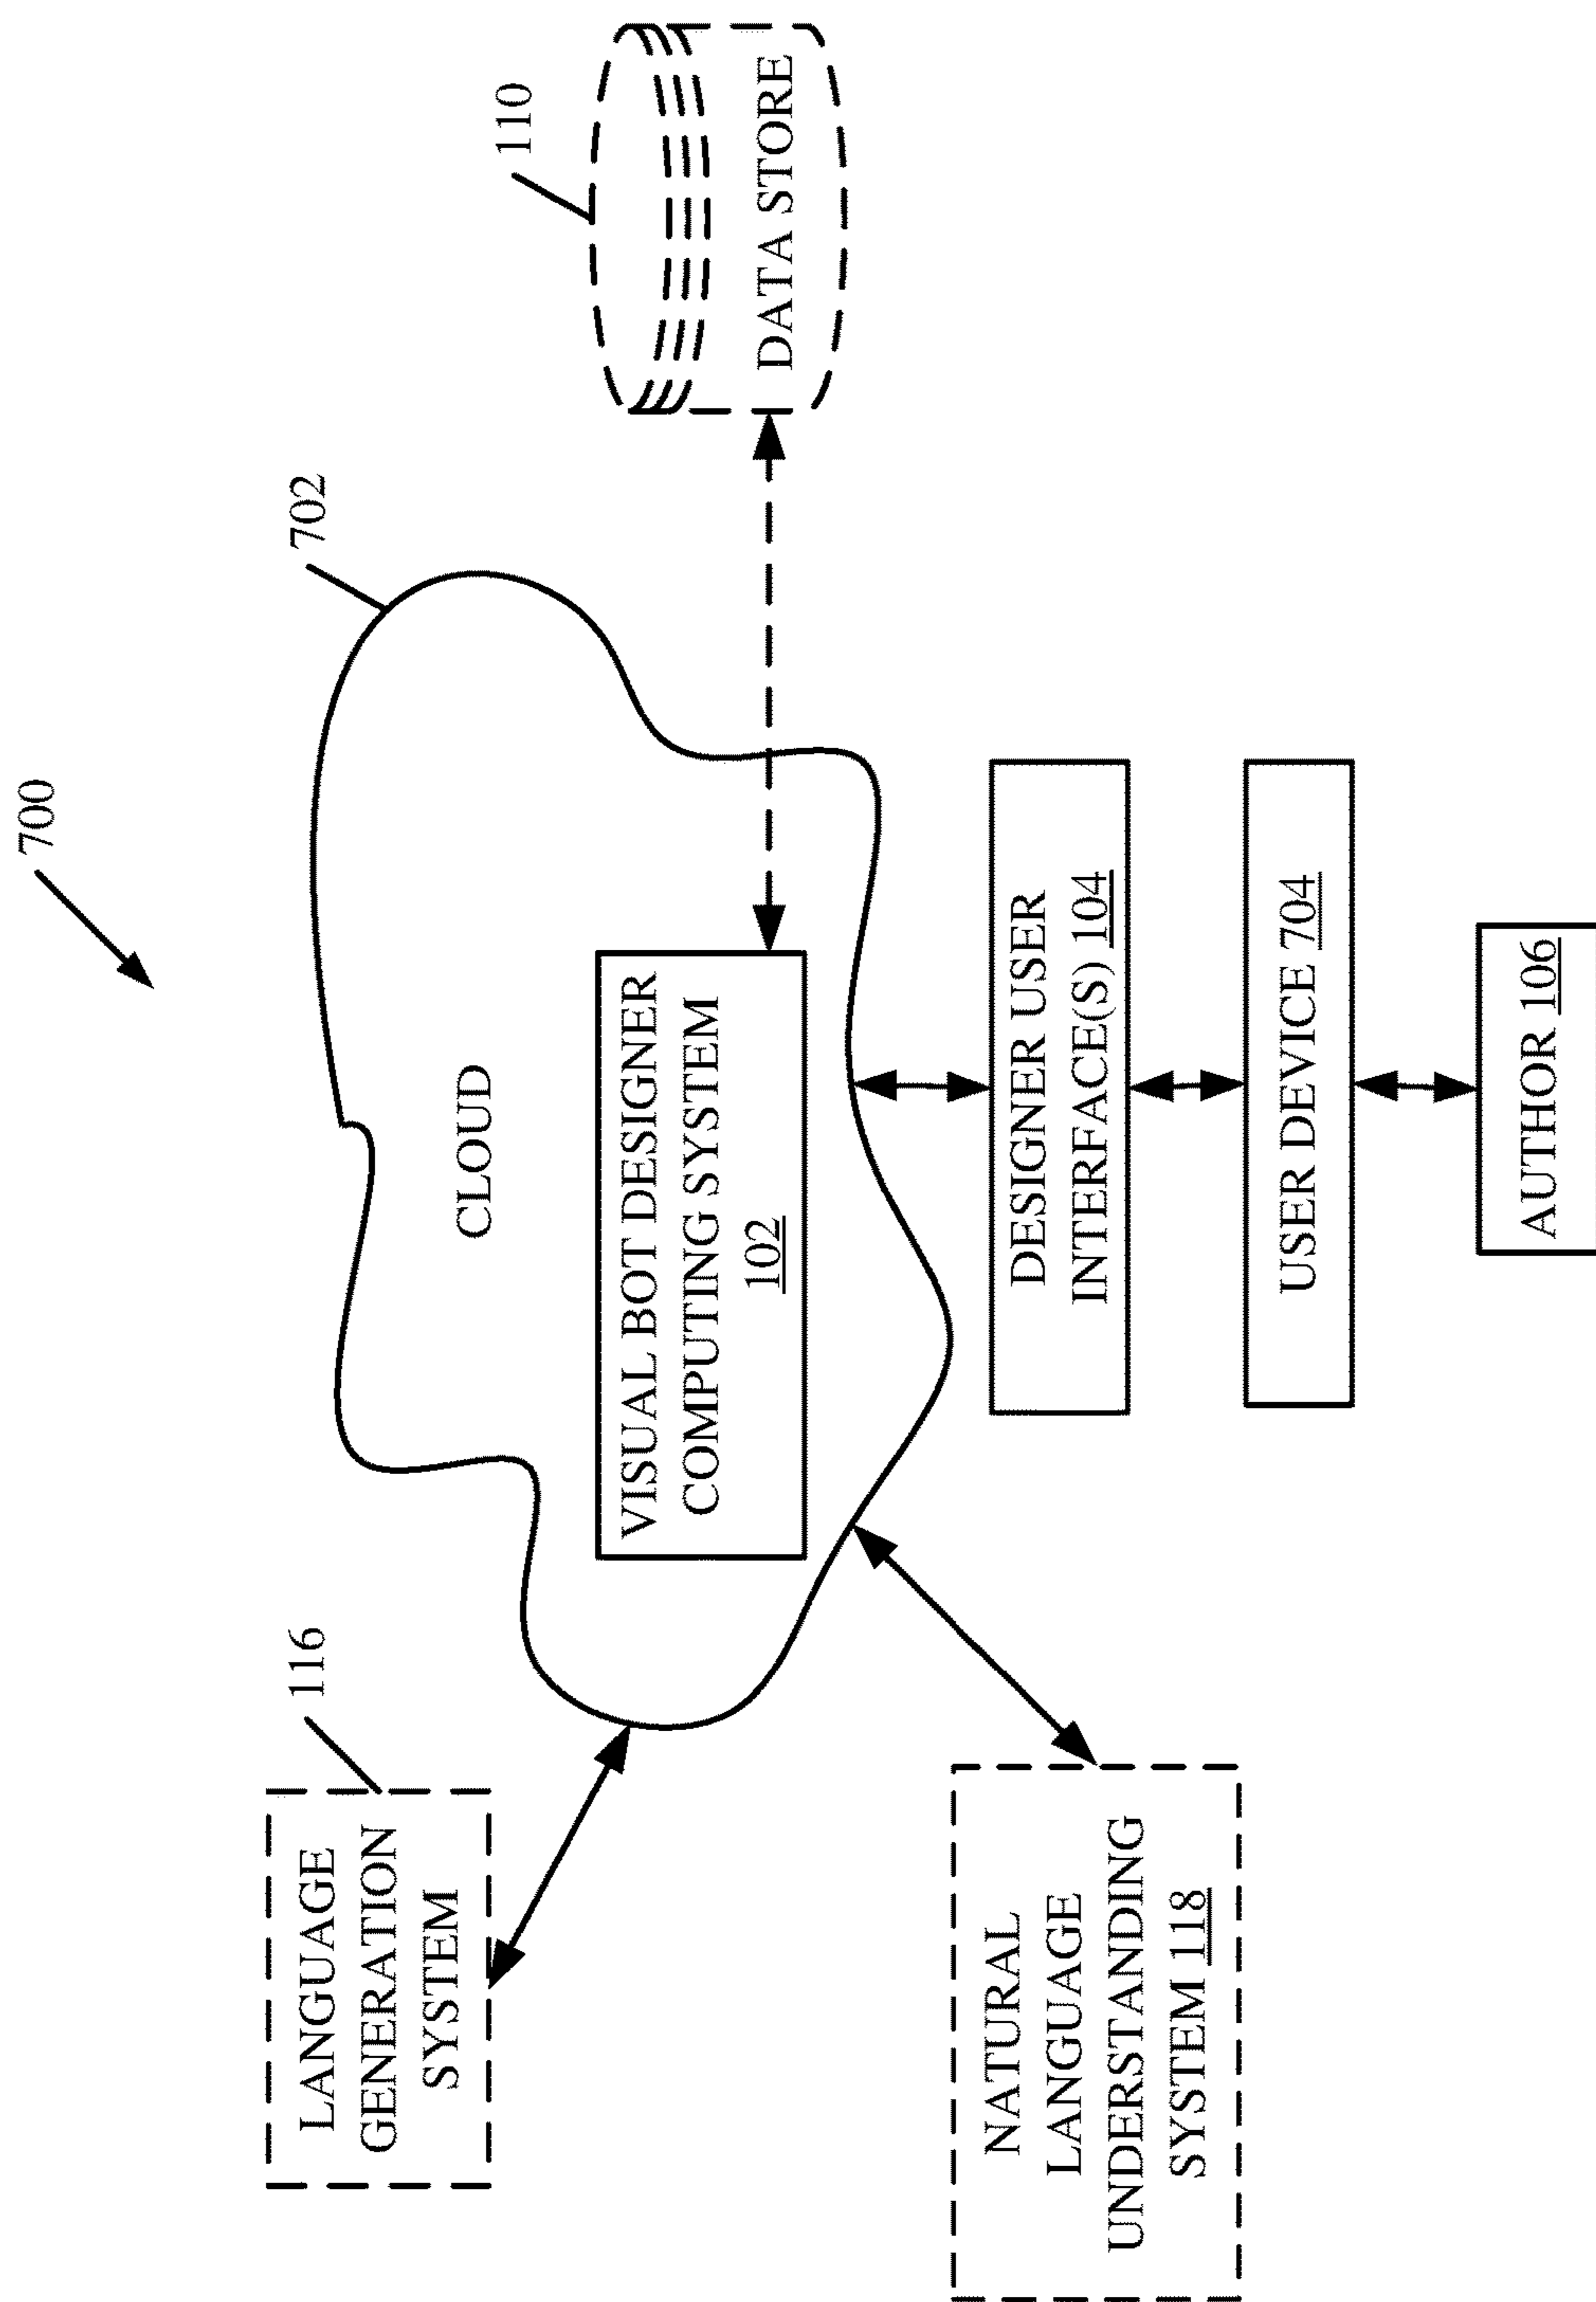 700
702
110
116
CLOUD
DATA STORE
LANGUAGE
GENERATION
SYSTEM
VISUAL BOT DESIGNER
COMPUTING SYSTEM
102
NATURAL
LANGUAGE
UNDERSTANDING
SYSTEM 118
DESIGNER USER
INTERFACE(S) 104
USER DEVICE 704
AUTHOR 106